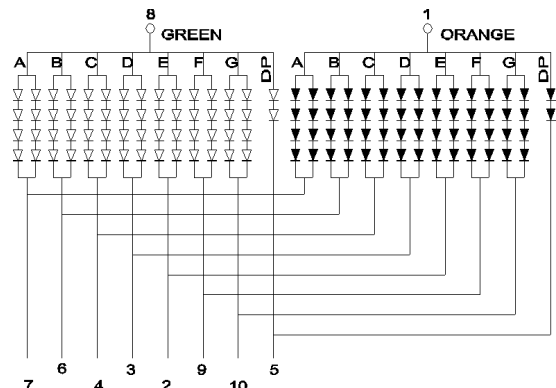 8
GREEN
1
ORANGE
A B C D E F G DP
A B C D E F G DP
7 6 4 3 2 9 10 5